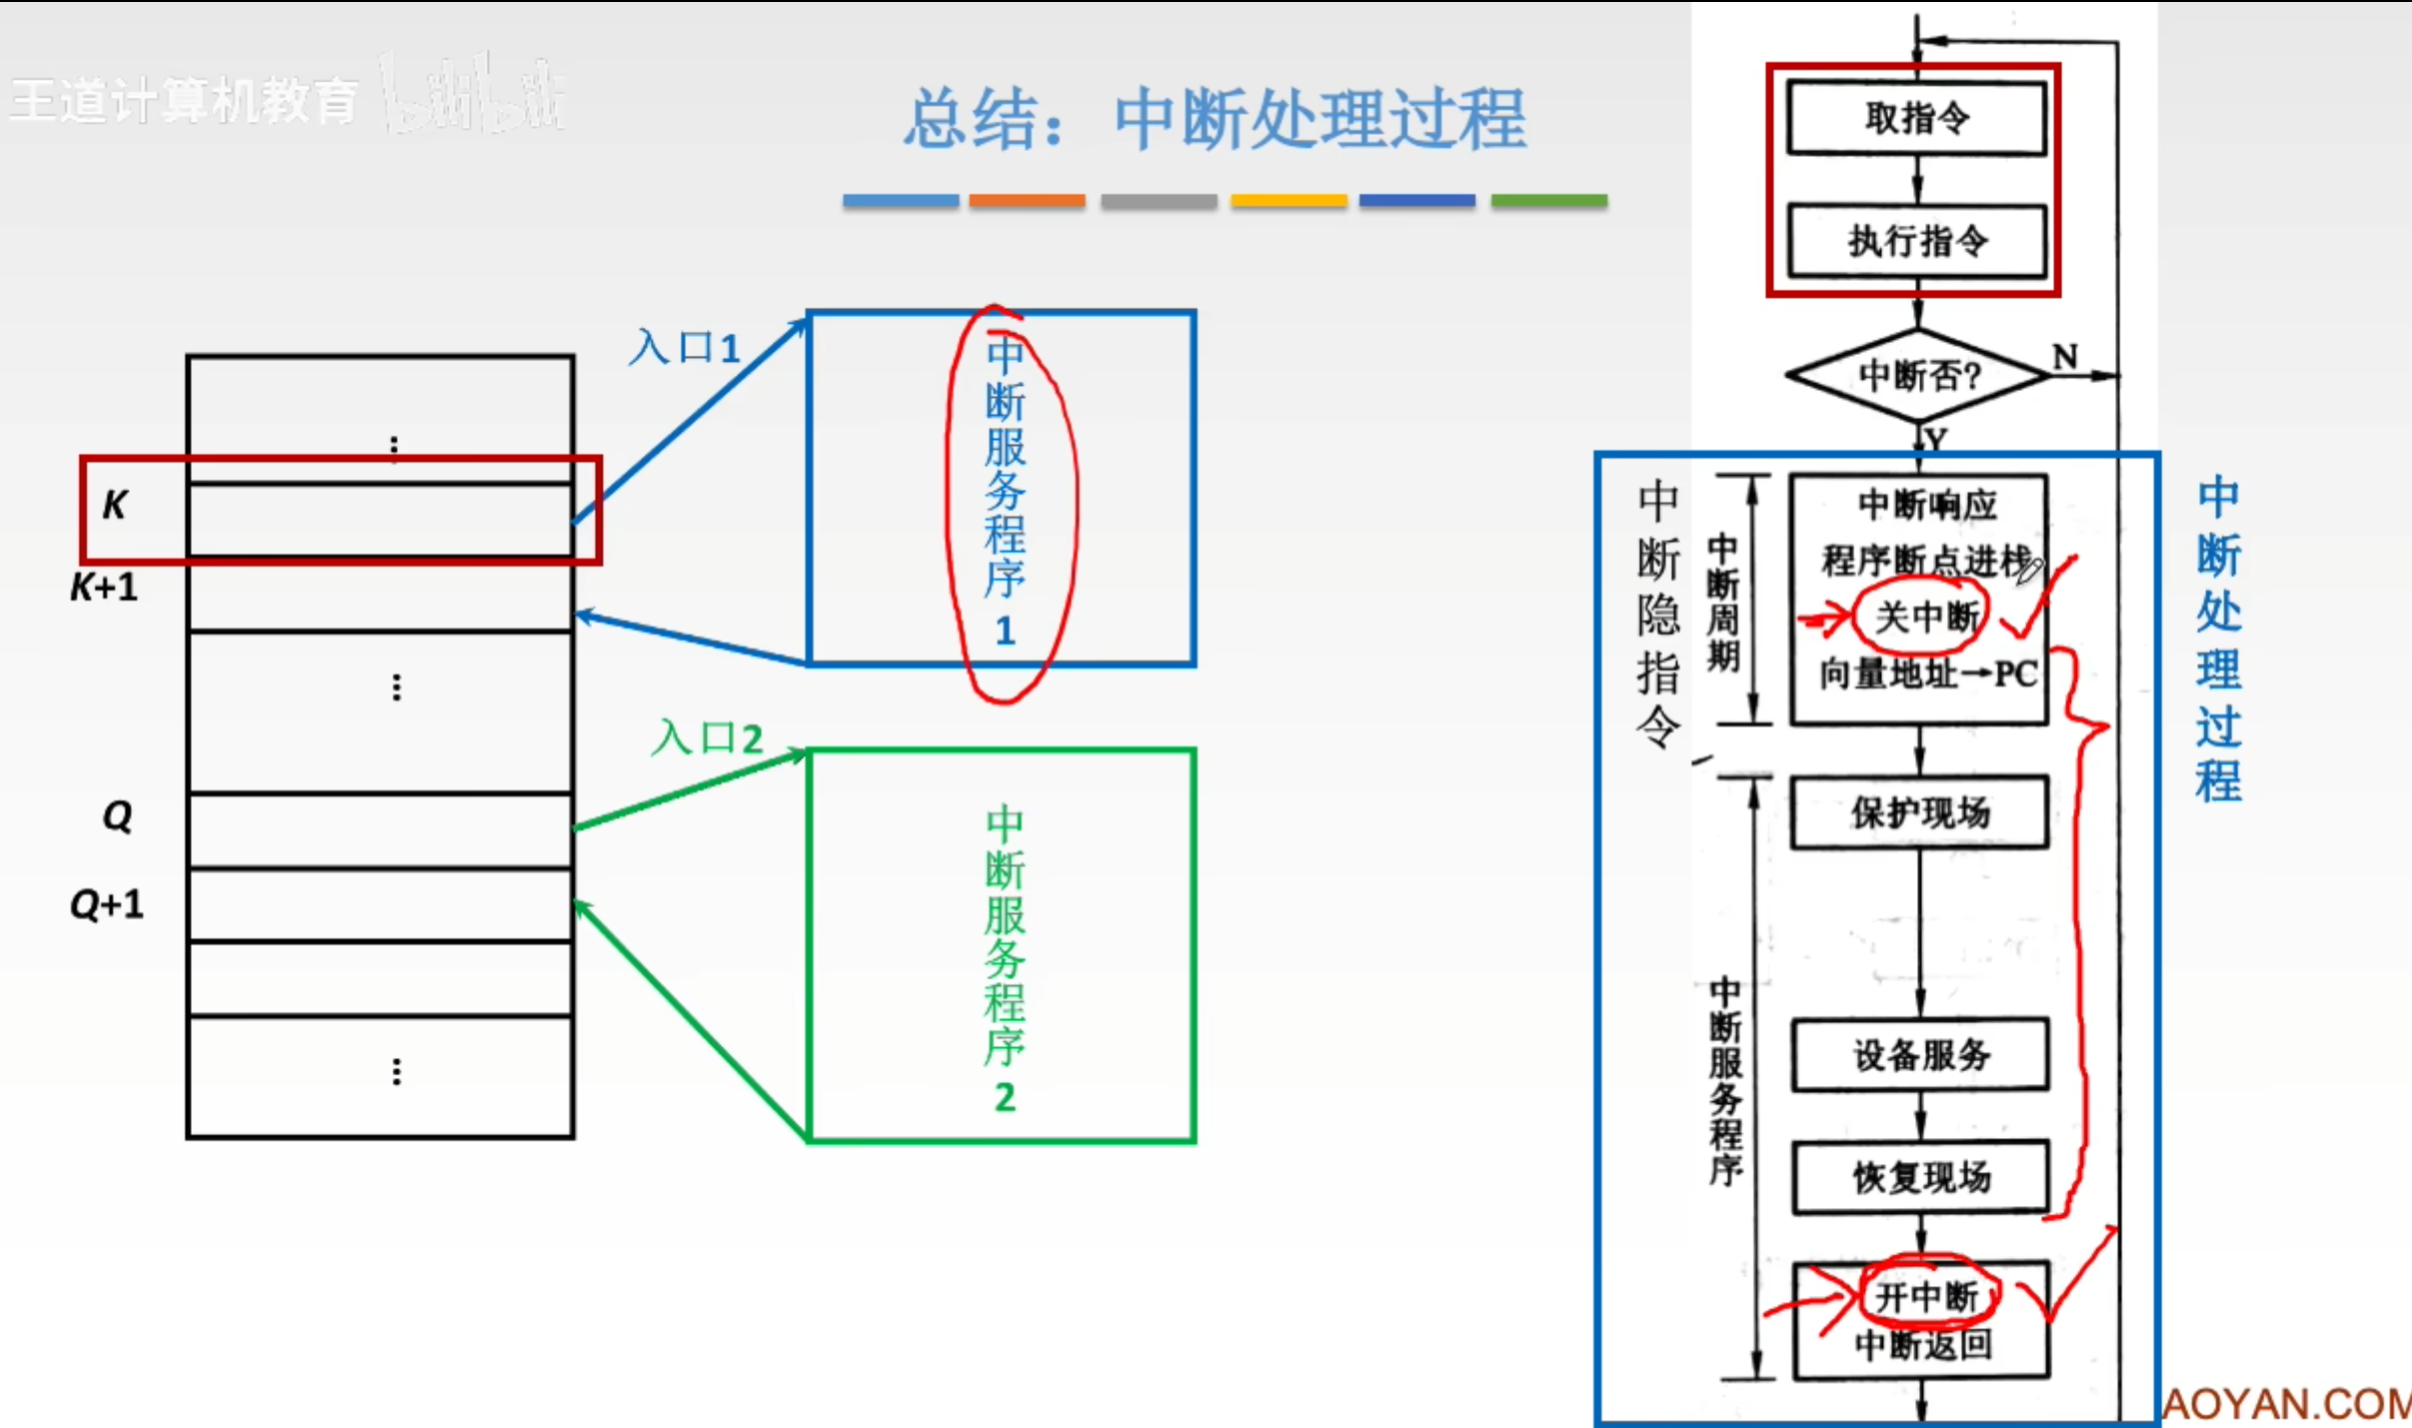 王道计算机教育 bilibili
总结：中断处理过程
入口1
K
K+1
Q
Q+1
中断服务程序1
入口2
中断服务程序2
取指令
执行指令
中断否?
N
Y
中断隐指令
中断周期
中断响应
程序断点进栈
关中断
向量地址→PC
中断服务程序
保护现场
设备服务
恢复现场
开中断
中断返回
中断处理过程
AOYAN.COM